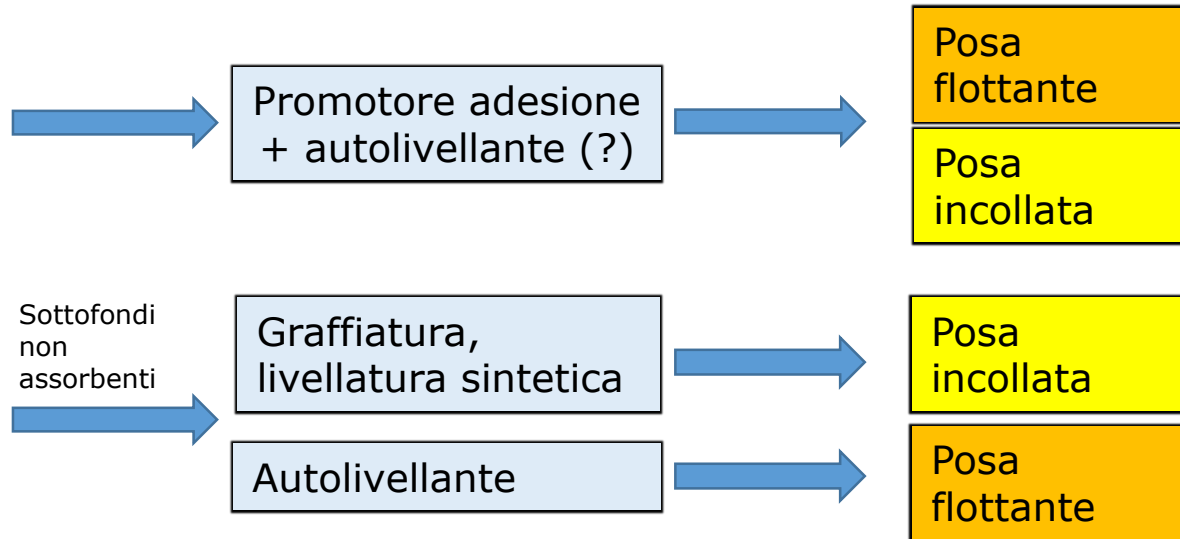 Promotore adesione
+ autolivellante (?)
Posa
flottante
Posa
incollata
Sottofondi
non
assorbenti
Graffiatura,
livellatura sintetica
Posa
incollata
Autolivellante
Posa
flottante